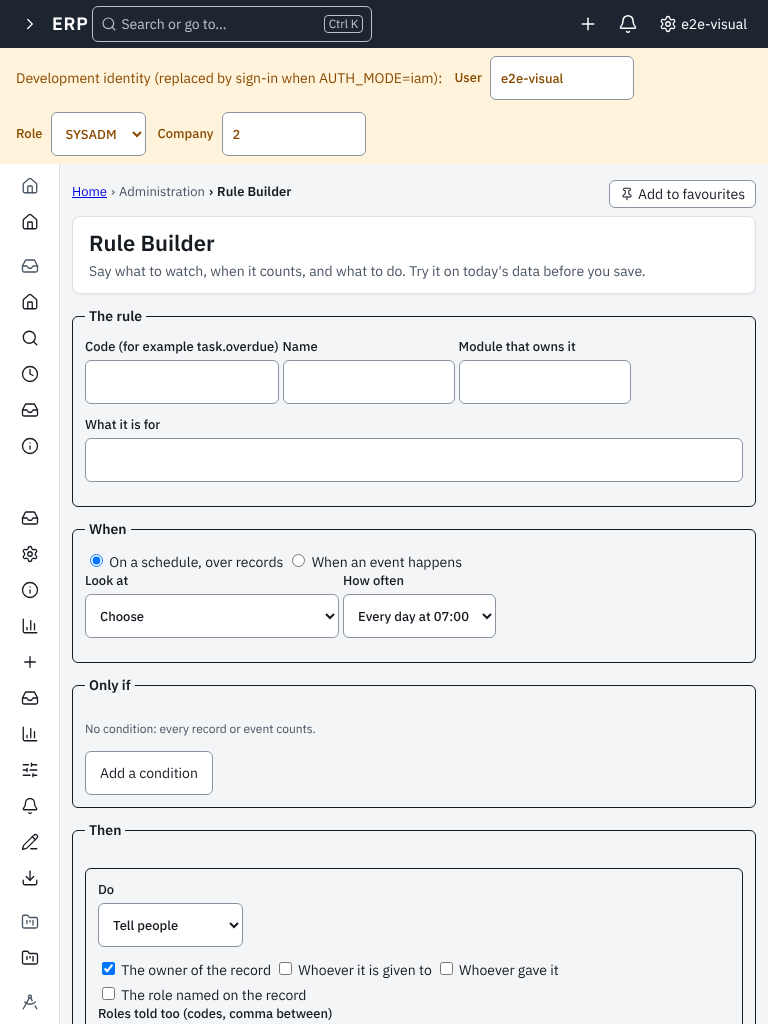 ERP Search or go to... Ctrl K e2e-visual
Development identity (replaced by sign-in when AUTH_MODE=iam): User e2e-visual
Role SYSADM Company 2
Home › Administration › Rule Builder Add to favourites
Rule Builder
Say what to watch, when it counts, and what to do. Try it on today's data before you save.
The rule
Code (for example task.overdue) Name Module that owns it
What it is for
When
On a schedule, over records When an event happens
Look at How often
Choose Every day at 07:00
Only if
No condition: every record or event counts.
Add a condition
Then
Do
Tell people
The owner of the record Whoever it is given to Whoever gave it
The role named on the record
Roles told too (codes, comma between)